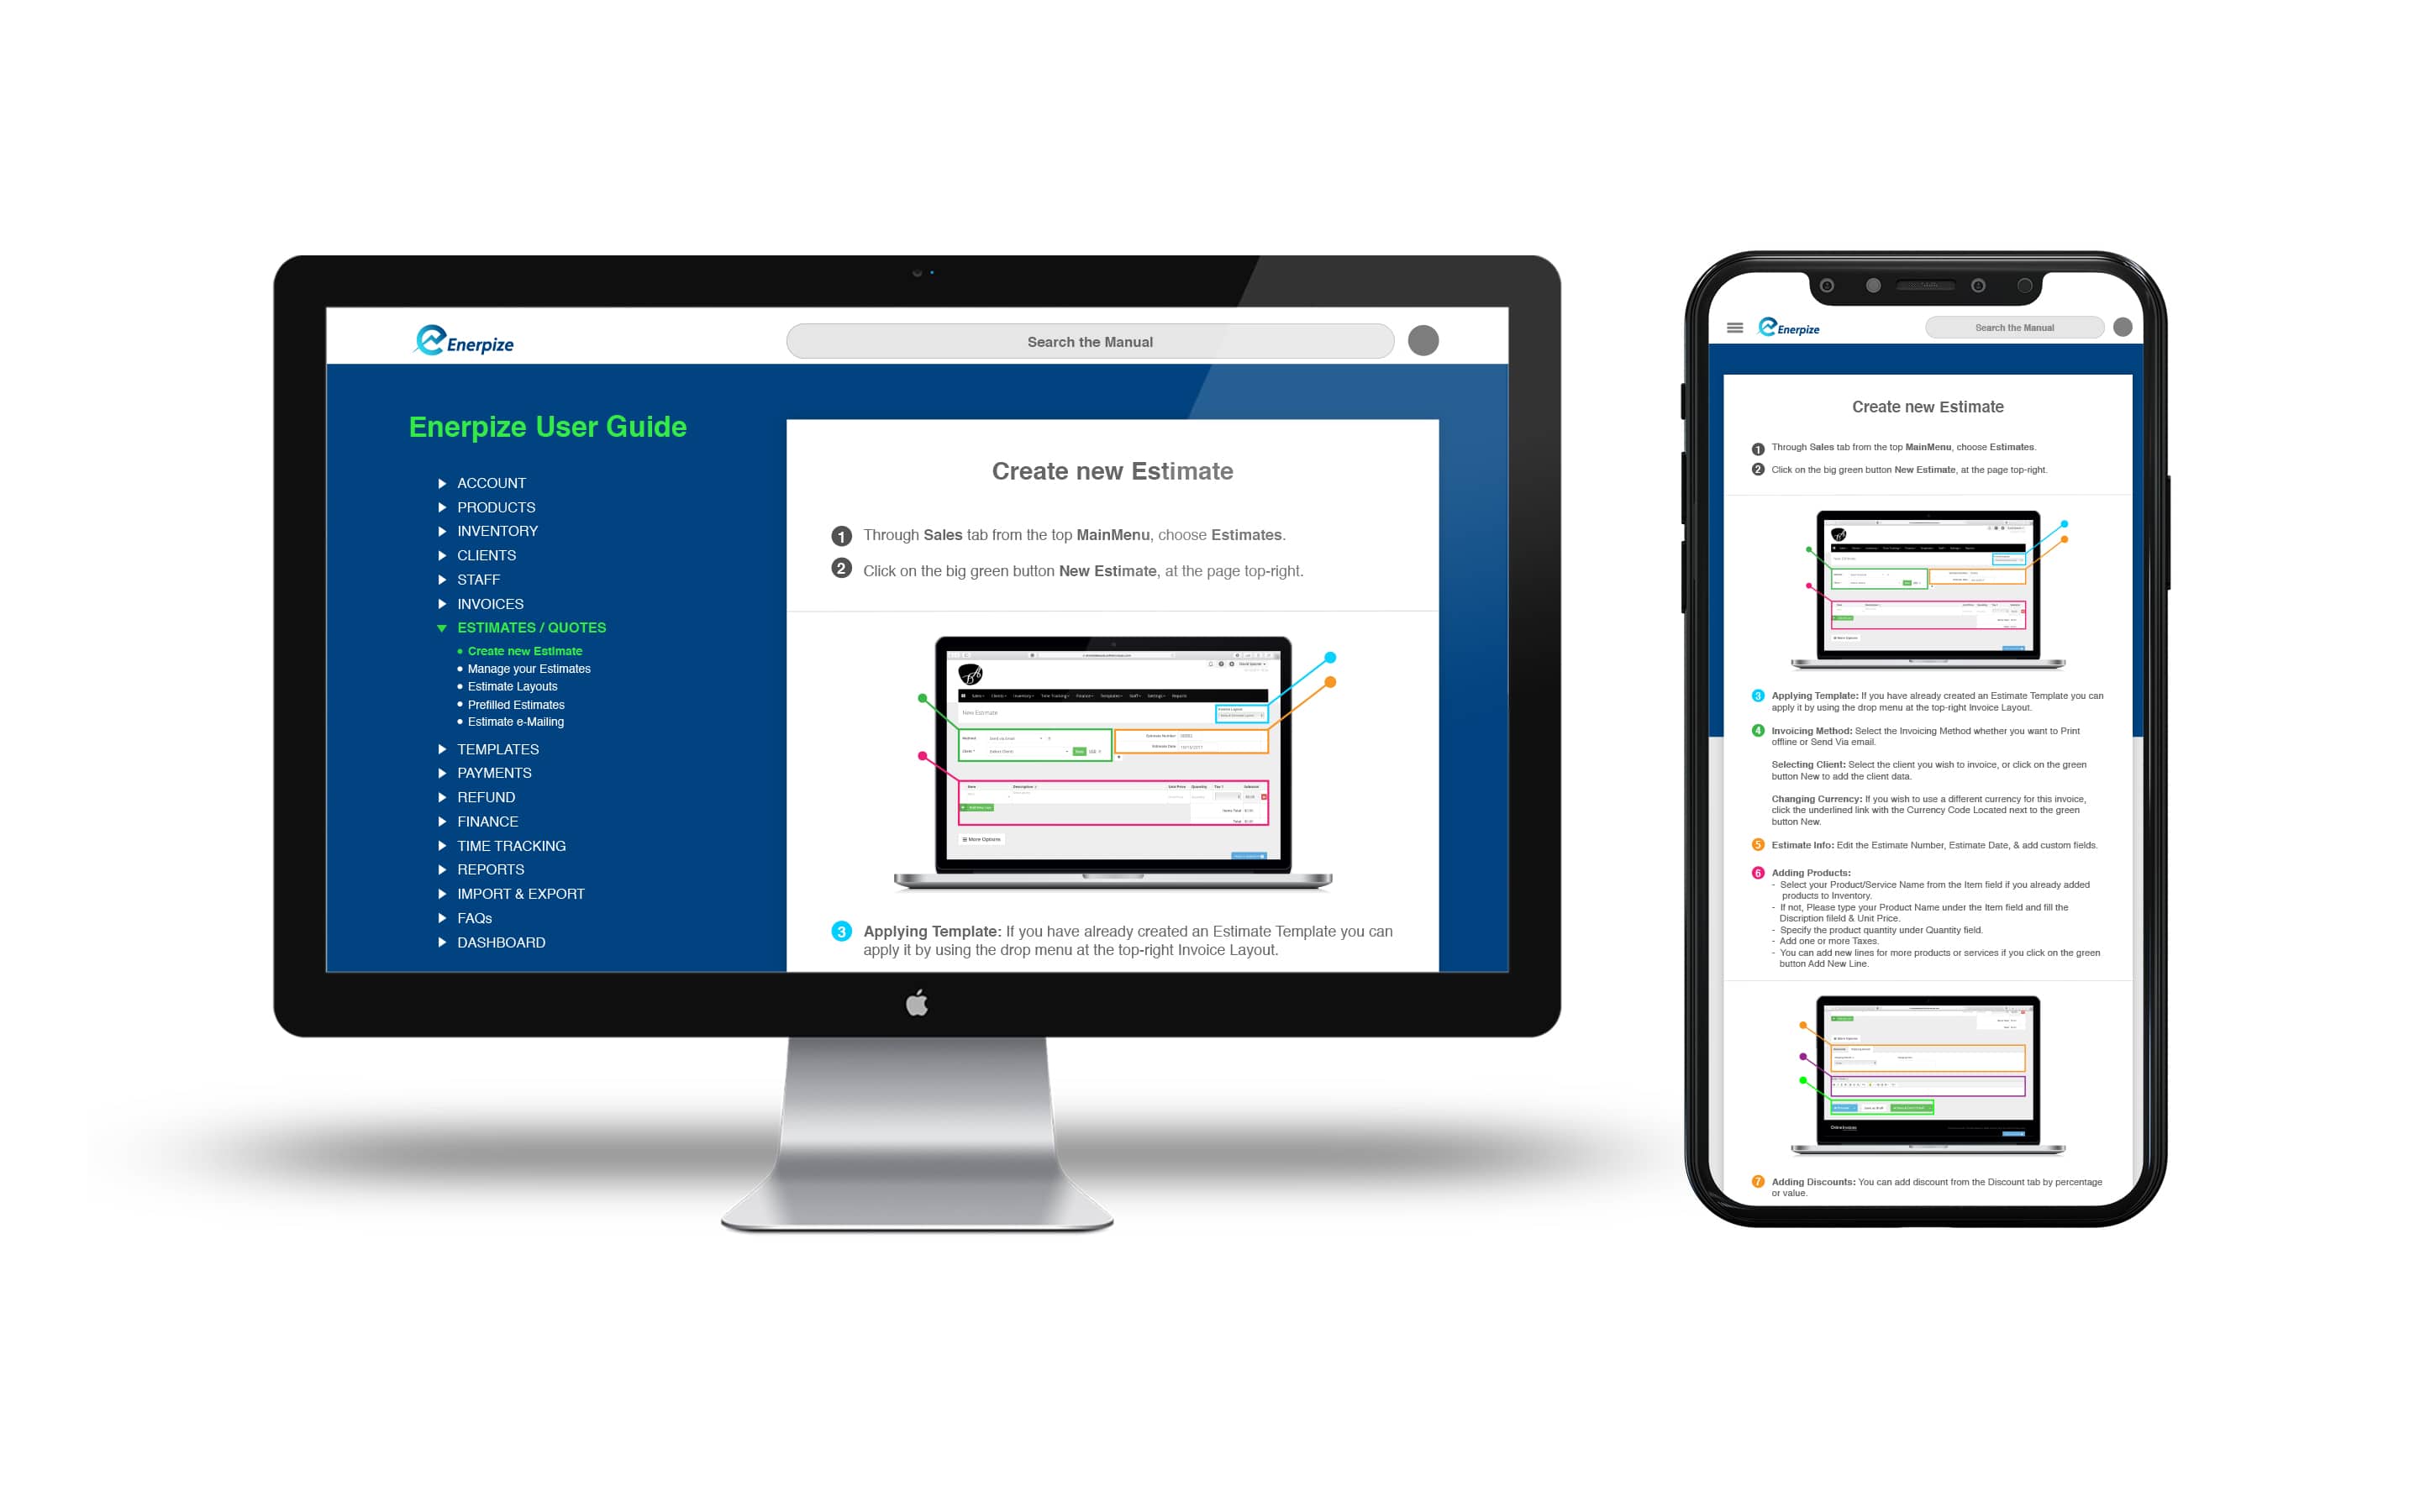 Enerpize
Search the Manual
Enerpize User Guide
ACCOUNT
PRODUCTS
INVENTORY
CLIENTS
STAFF
INVOICES
ESTIMATES / QUOTES
Create new Estimate
Manage your Estimates
Estimate Layouts
Prefilled Estimates
Estimate e-Mailing
TEMPLATES
PAYMENTS
REFUND
FINANCE
TIME TRACKING
REPORTS
IMPORT & EXPORT
FAQs
DASHBOARD
Create new Estimate
1 Through Sales tab from the top MainMenu, choose Estimates.
2 Click on the big green button New Estimate, at the page top-right.
New Estimate
More Options
3 Applying Template: If you have already created an Estimate Template you can
apply it by using the drop menu at the top-right Invoice Layout.
Enerpize
Search the Manual
Create new Estimate
1 Through Sales tab from the top MainMenu, choose Estimates.
2 Click on the big green button New Estimate, at the page top-right.
3 Applying Template: If you have already created an Estimate Template you can
apply it by using the drop menu at the top-right Invoice Layout.
4 Invoicing Method: Select the Invoicing Method whether you want to Print
offline or Send Via email.
Selecting Client: Select the client you wish to invoice, or click on the green
button New to add the client data.
Changing Currency: If you wish to use a different currency for this invoice,
click the underlined link with the Currency Code Located next to the green
button New.
5 Estimate Info: Edit the Estimate Number, Estimate Date, & add custom fields.
6 Adding Products:
- Select your Product/Service Name from the Item field if you already added
products to Inventory.
- If not, Please type your Product Name under the Item field and fill the
Discription fileld & Unit Price.
- Specify the product quantity under Quantity field.
- Add one or more Taxes.
- You can add new lines for more products or services if you click on the green
button Add New Line.
7 Adding Discounts: You can add discount from the Discount tab by percentage
or value.